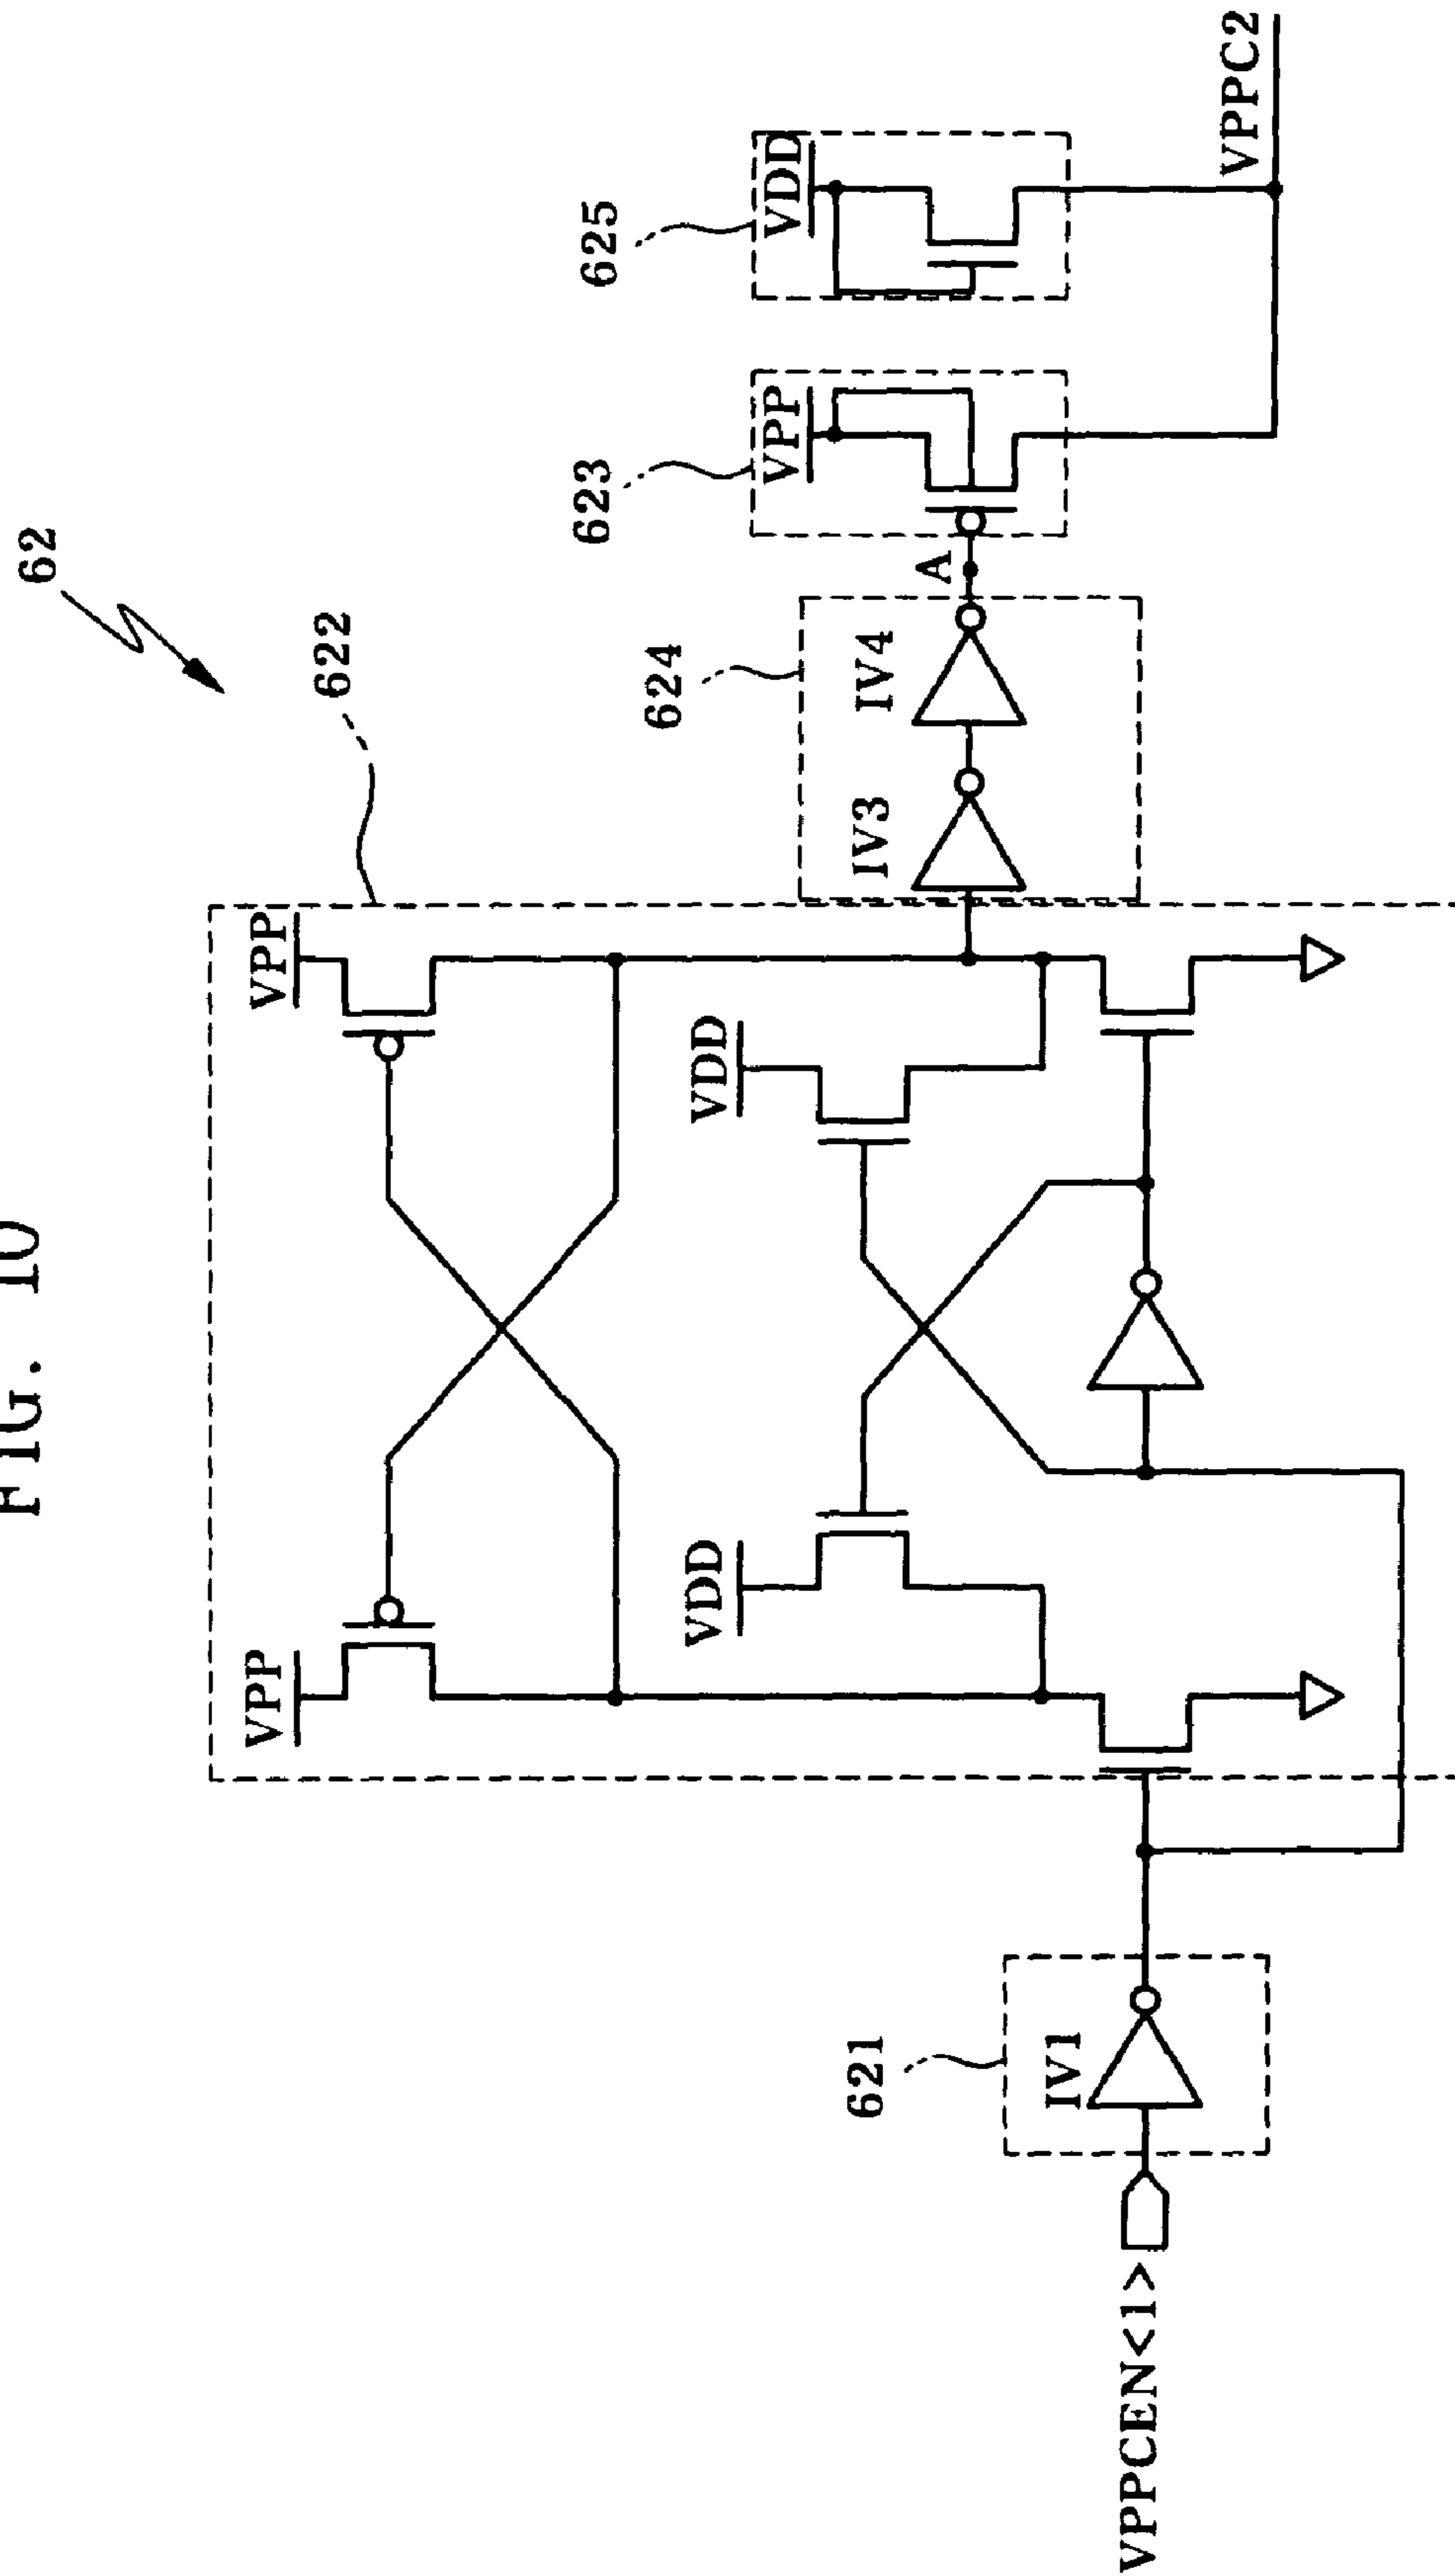 FIG. 10
62
622
VPP
VPP
VDD
VDD
621
IV1
VPPCEN<1>
624
IV3
IV4
A
623
VPP
625
VDD
VPPC2